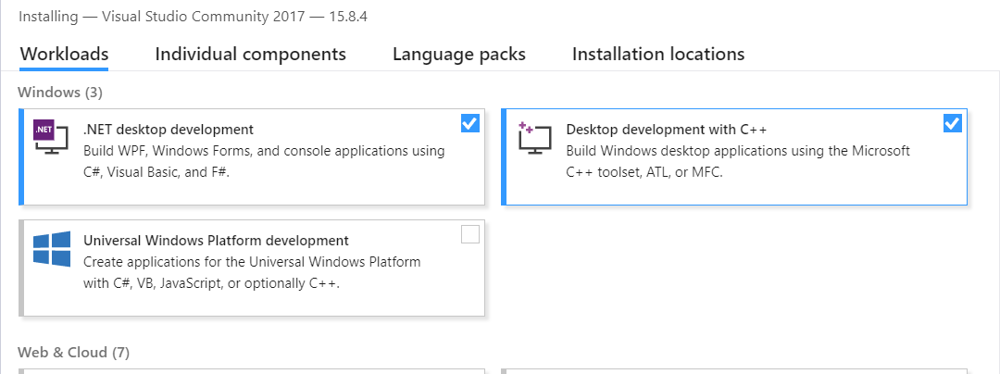 Installing — Visual Studio Community 2017 — 15.8.4
Workloads Individual components Language packs Installation locations
Windows (3)
.NET
.NET desktop development
Build WPF, Windows Forms, and console applications using
C#, Visual Basic, and F#.
Desktop development with C++
Build Windows desktop applications using the Microsoft
C++ toolset, ATL, or MFC.
Universal Windows Platform development
Create applications for the Universal Windows Platform
with C#, VB, JavaScript, or optionally C++.
Web & Cloud (7)